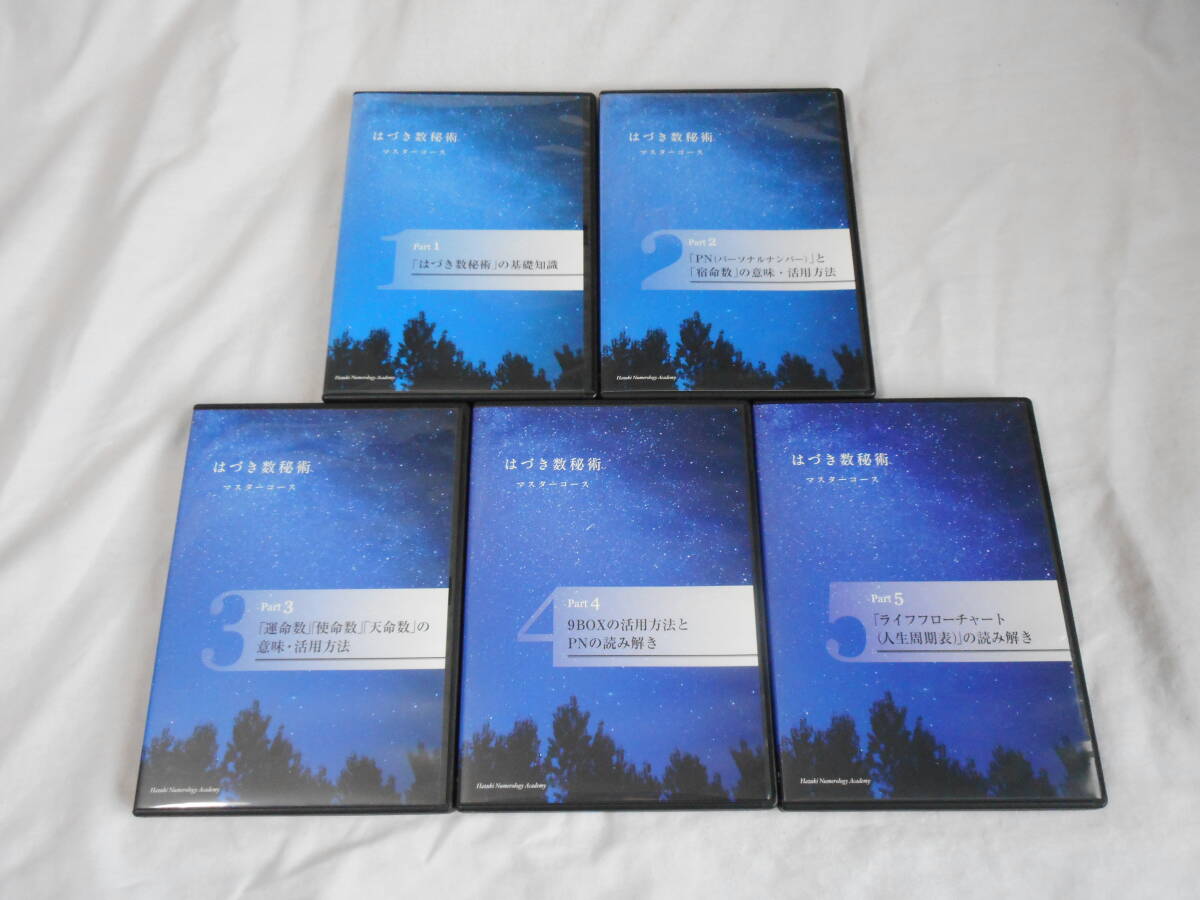 はづき数秘術
マスターコース
1
Part 1
「はづき数秘術」の基礎知識
Hazuki Numerology Academy
はづき数秘術
マスターコース
2
Part 2
「PN(パーソナルナンバー)」と
「宿命数」の意味・活用方法
Hazuki Numerology Academy
はづき数秘術
マスターコース
3
Part 3
「運命数」「使命数」「天命数」の
意味・活用方法
Hazuki Numerology Academy
はづき数秘術
マスターコース
4
Part 4
9BOXの活用方法と
PNの読み解き
Hazuki Numerology Academy
はづき数秘術
マスターコース
5
Part 5
「ライフフローチャート
(人生周期表)」の読み解き
Hazuki Numerology Academy